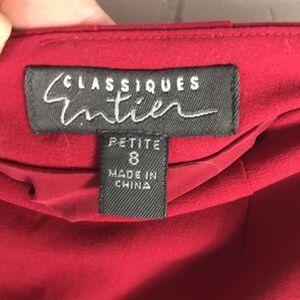 CLASSIQUES
Entier
PETITE
8
MADE IN
CHINA